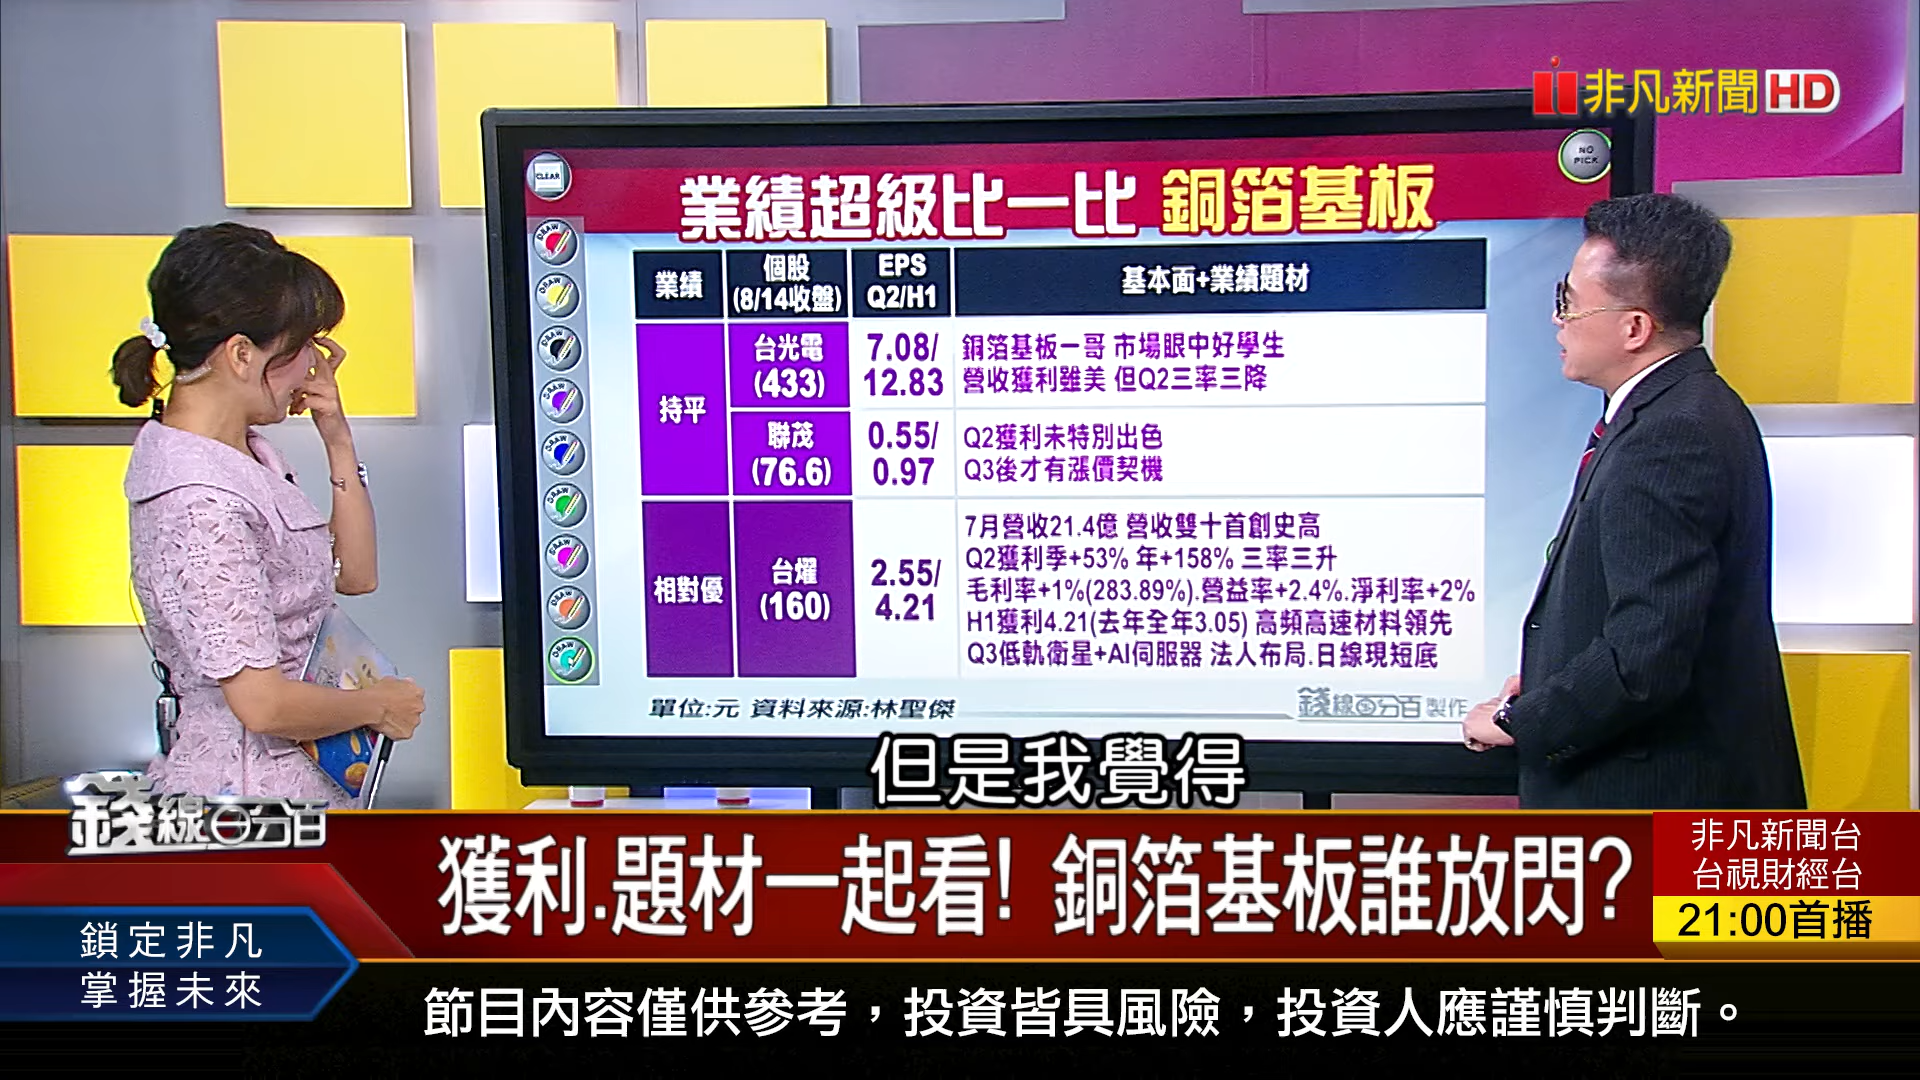 非凡新聞HD
CLEAR
NO PICK
DRAW
DRAW
DRAW
DRAW
DRAW
DRAW
DRAW
DRAW
DRAW
業績超級比一比 銅箔基板
業績
個股
(8/14收盤)
EPS
Q2/H1
基本面+業績題材
持平
台光電
(433)
7.08/
12.83
銅箔基板一哥 市場眼中好學生
營收獲利雖美 但Q2三率三降
聯茂
(76.6)
0.55/
0.97
Q2獲利未特別出色
Q3後才有漲價契機
相對優
台燿
(160)
2.55/
4.21
7月營收21.4億 營收雙十首創史高
Q2獲利季+53% 年+158% 三率三升
毛利率+1%(283.89%).營益率+2.4%.淨利率+2%
H1獲利4.21(去年全年3.05) 高頻高速材料領先
Q3低軌衛星+AI伺服器 法人布局.日線現短底
單位:元 資料來源:林聖傑
錢線百分百 製作
但是我覺得
錢線百分百
獲利.題材一起看! 銅箔基板誰放閃?
非凡新聞台
台視財經台
21:00首播
鎖定非凡
掌握未來
節目內容僅供參考，投資皆具風險，投資人應謹慎判斷。